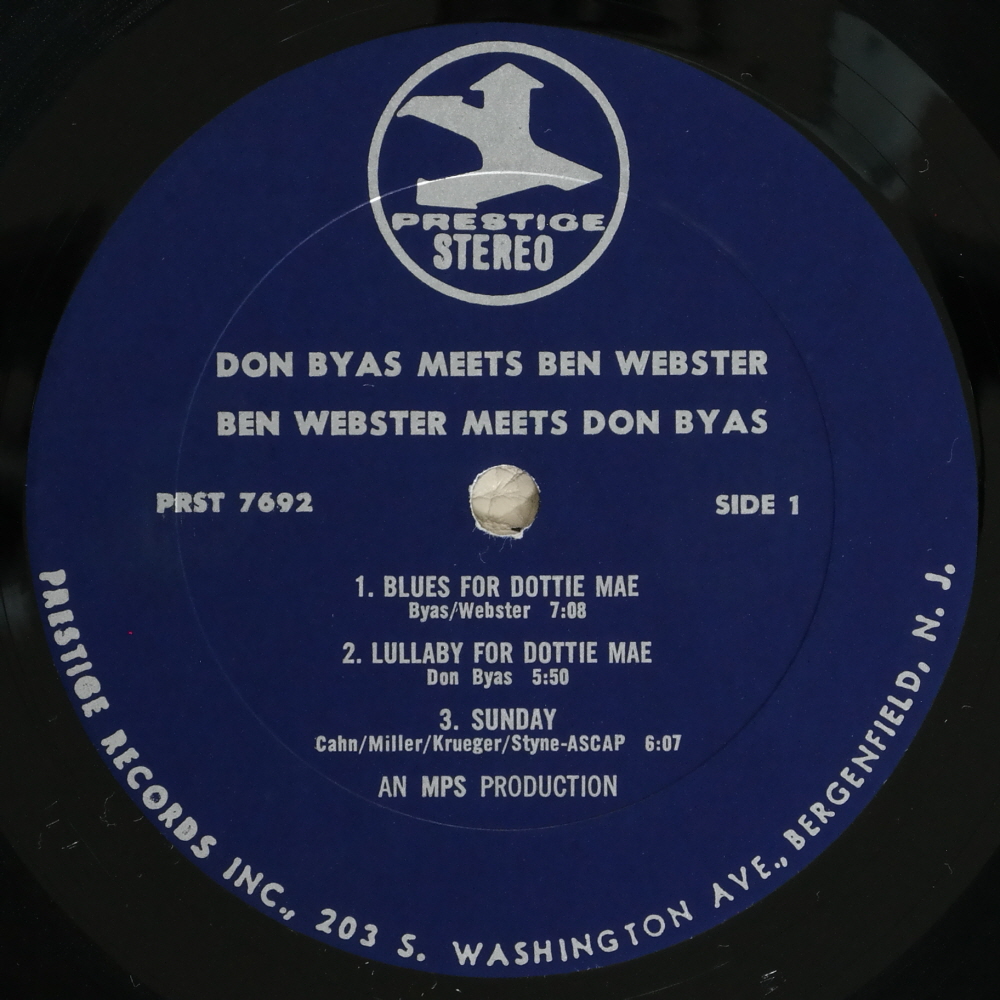 PRESTIGE
STEREO
DON BYAS MEETS BEN WEBSTER
BEN WEBSTER MEETS DON BYAS
PRST 7692
SIDE 1
1. BLUES FOR DOTTIE MAE
Byas/Webster 7:08
2. LULLABY FOR DOTTIE MAE
Don Byas 5:50
3. SUNDAY
Cahn/Miller/Krueger/Styne-ASCAP 6:07
AN MPS PRODUCTION
PRESTIGE RECORDS INC., 203 S. WASHINGTON AVE., BERGENFIELD, N. J.